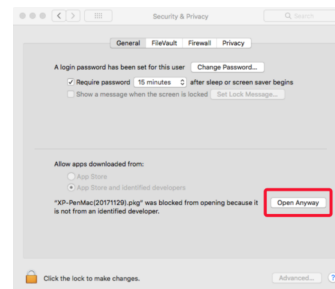 Security & Privacy
Search
General FileVault Firewall Privacy
A login password has been set for this user Change Password...
Require password 15 minutes after sleep or screen saver begins
Show a message when the screen is locked Set Lock Message...
Allow apps downloaded from:
App Store
App Store and identified developers
"XP-PenMac(20171129).pkg" was blocked from opening because it
is not from an identified developer.
Open Anyway
Click the lock to make changes.
Advanced...
?